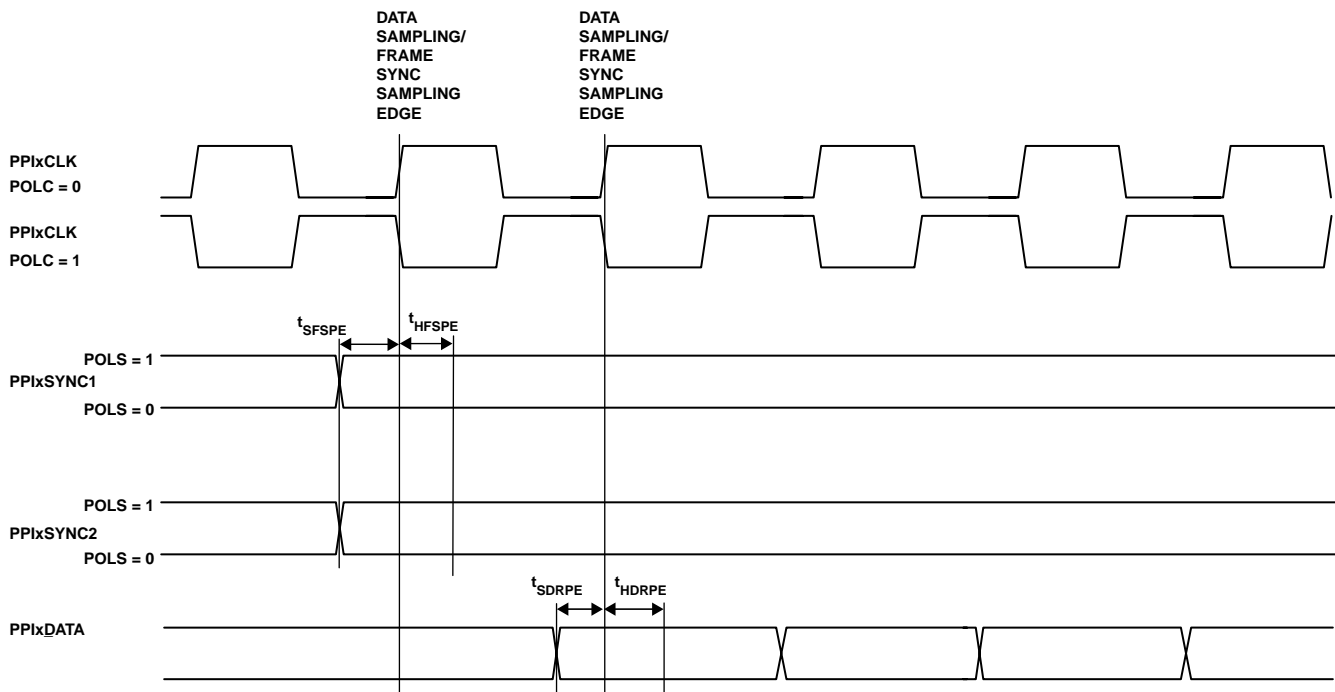 DATA
SAMPLING/
FRAME
SYNC
SAMPLING
EDGE
DATA
SAMPLING/
FRAME
SYNC
SAMPLING
EDGE
PPIxCLK
POLC = 0
PPIxCLK
POLC = 1
tSFSPE
tHFSPE
POLS = 1
PPIxSYNC1
POLS = 0
POLS = 1
PPIxSYNC2
POLS = 0
tSDRPE
tHDRPE
PPIxDATA